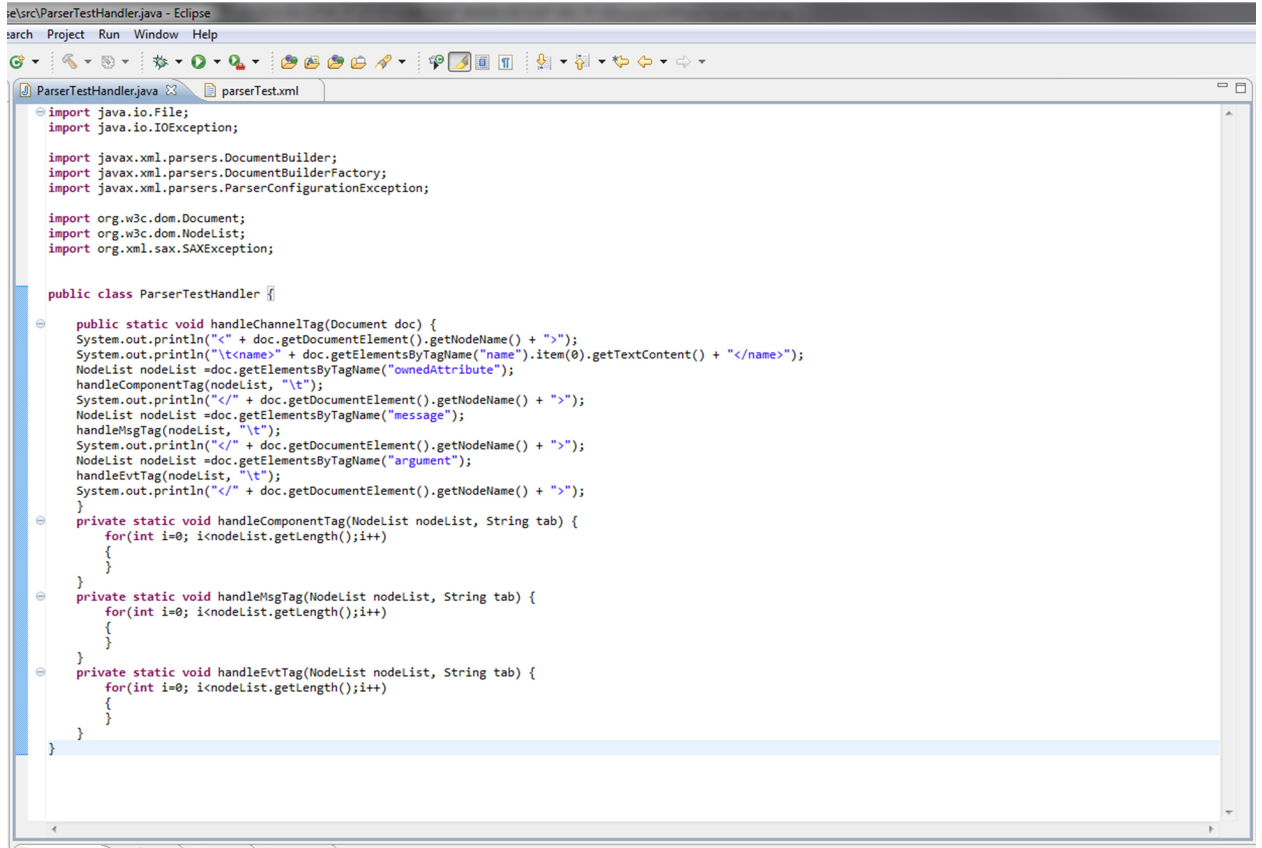 se\src\ParserTestHandler.java - Eclipse
earch Project Run Window Help
ParserTestHandler.java parserTest.xml
import java.io.File;
import java.io.IOException;
import javax.xml.parsers.DocumentBuilder;
import javax.xml.parsers.DocumentBuilderFactory;
import javax.xml.parsers.ParserConfigurationException;
import org.w3c.dom.Document;
import org.w3c.dom.NodeList;
import org.xml.sax.SAXException;
public class ParserTestHandler {
public static void handleChannelTag(Document doc) {
System.out.println("<" + doc.getDocumentElement().getNodeName() + ">");
System.out.println("\t<name>" + doc.getElementsByTagName("name").item(0).getTextContent() + "</name>");
NodeList nodeList =doc.getElementsByTagName("ownedAttribute");
handleComponentTag(nodeList, "\t");
System.out.println("</" + doc.getDocumentElement().getNodeName() + ">");
NodeList nodeList =doc.getElementsByTagName("message");
handleMsgTag(nodeList, "\t");
System.out.println("</" + doc.getDocumentElement().getNodeName() + ">");
NodeList nodeList =doc.getElementsByTagName("argument");
handleEvtTag(nodeList, "\t");
System.out.println("</" + doc.getDocumentElement().getNodeName() + ">");
}
private static void handleComponentTag(NodeList nodeList, String tab) {
for(int i=0; i<nodeList.getLength();i++)
{
}
}
private static void handleMsgTag(NodeList nodeList, String tab) {
for(int i=0; i<nodeList.getLength();i++)
{
}
}
private static void handleEvtTag(NodeList nodeList, String tab) {
for(int i=0; i<nodeList.getLength();i++)
{
}
}
}